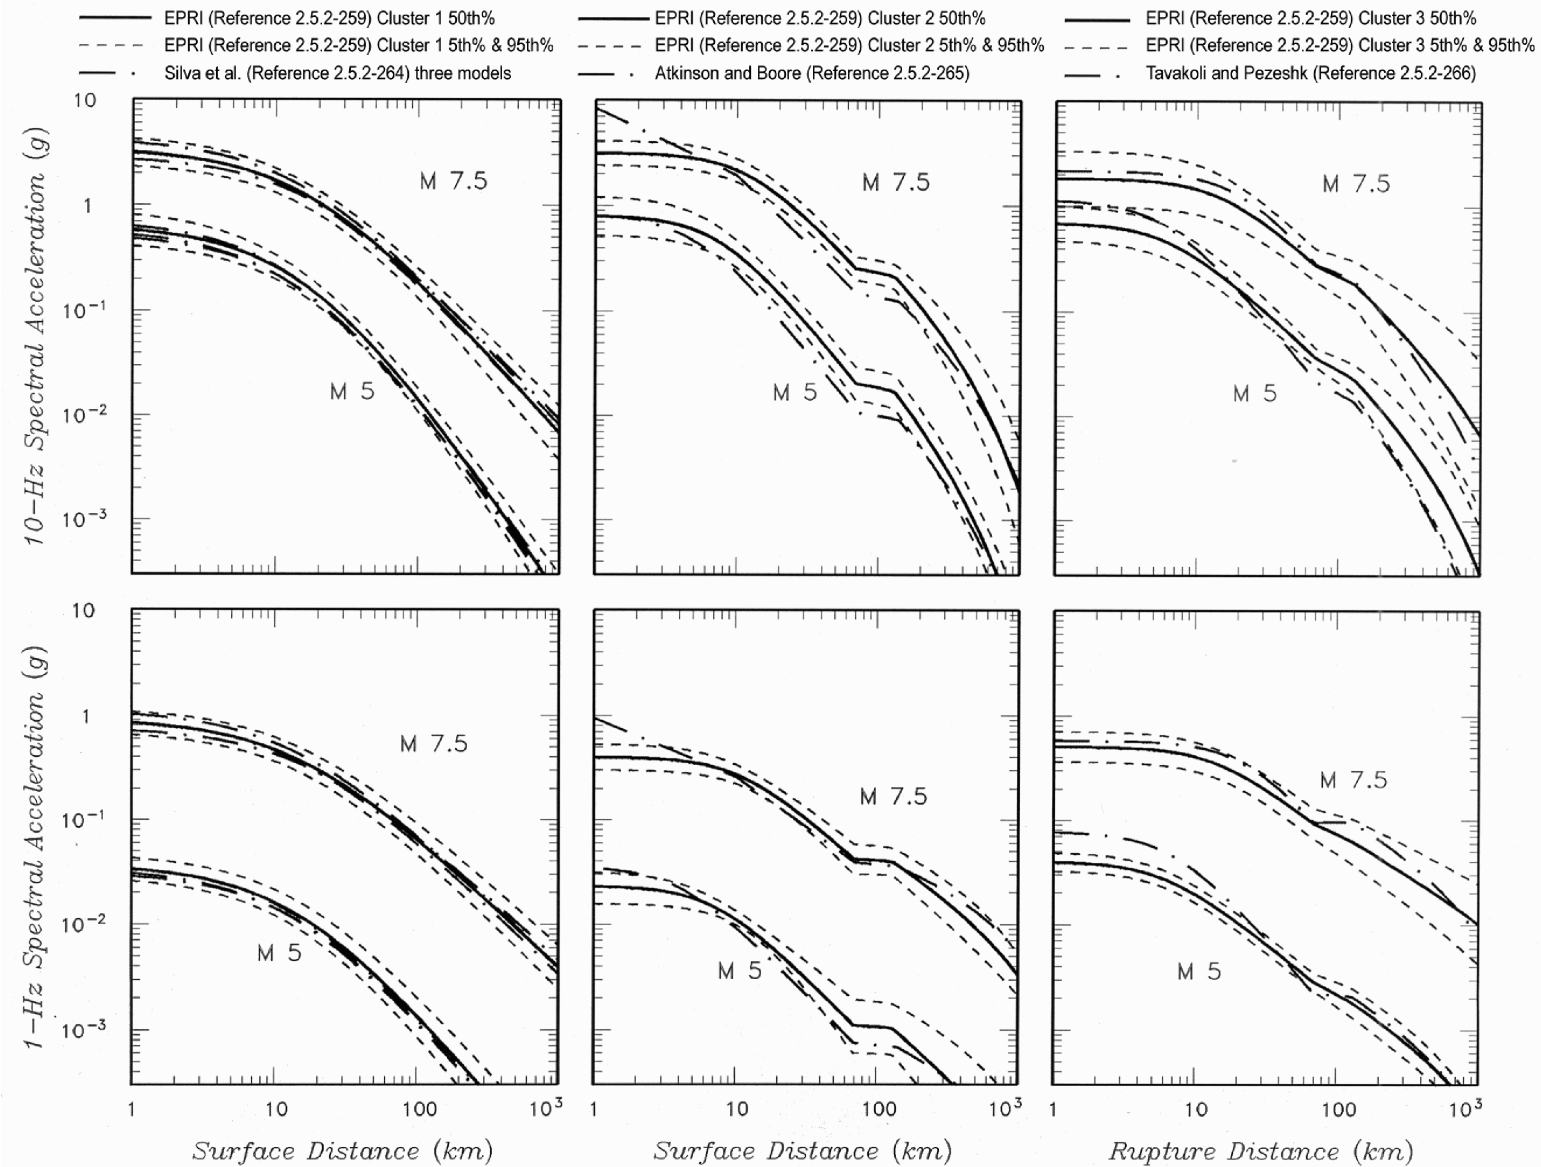 EPRI (Reference 2.5.2-259) Cluster 1 50th%
EPRI (Reference 2.5.2-259) Cluster 1 5th% & 95th%
Silva et al. (Reference 2.5.2-264) three models
EPRI (Reference 2.5.2-259) Cluster 2 50th%
EPRI (Reference 2.5.2-259) Cluster 2 5th% & 95th%
Atkinson and Boore (Reference 2.5.2-265)
EPRI (Reference 2.5.2-259) Cluster 3 50th%
EPRI (Reference 2.5.2-259) Cluster 3 5th% & 95th%
Tavakoli and Pezeshk (Reference 2.5.2-266)
10-Hz Spectral Acceleration (g)
10
1
10⁻¹
10⁻²
10⁻³
M 7.5
M 5
M 7.5
M 5
M 7.5
M 5
1-Hz Spectral Acceleration (g)
10
1
10⁻¹
10⁻²
10⁻³
M 7.5
M 5
M 7.5
M 5
M 7.5
M 5
1 10 100 10³
1 10 100 10³
1 10 100 10³
Surface Distance (km)
Surface Distance (km)
Rupture Distance (km)